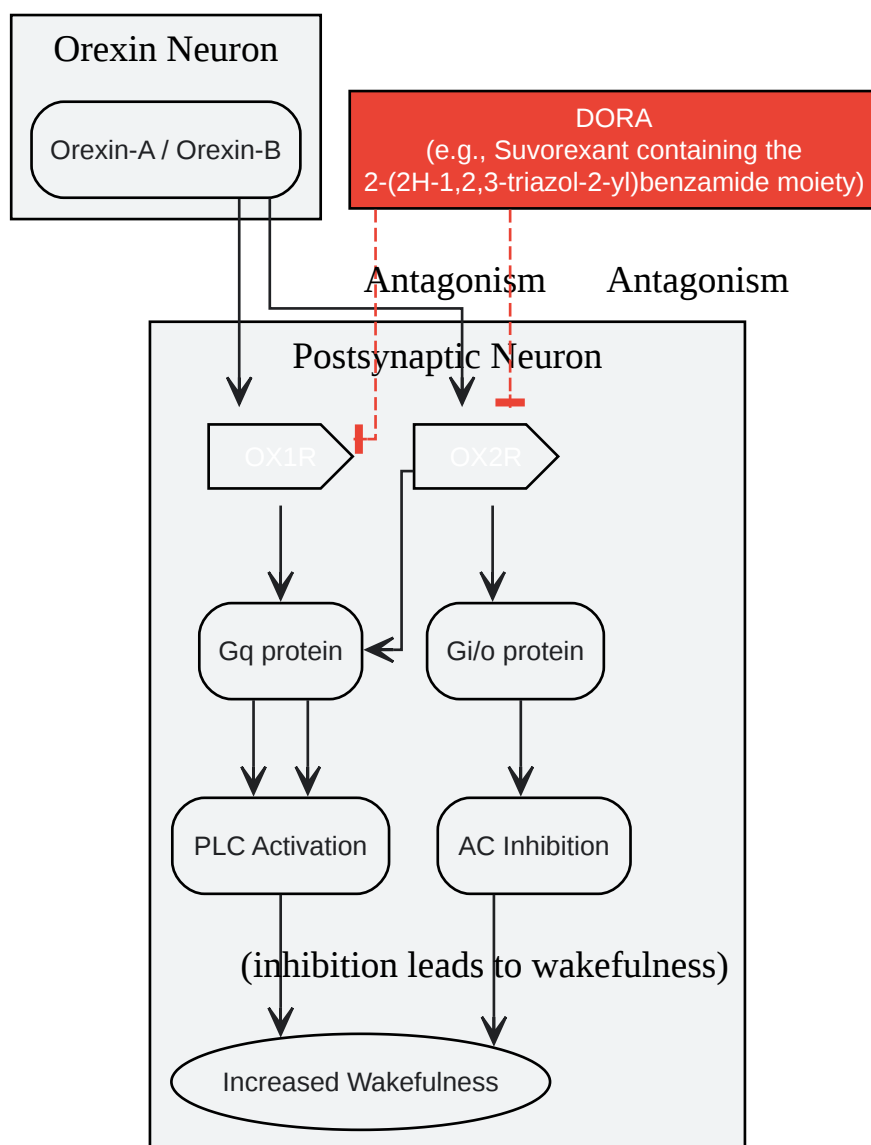 Orexin Neuron
Orexin-A / Orexin-B
DORA
(e.g., Suvorexant containing the
2-(2H-1,2,3-triazol-2-yl)benzamide moiety)
Antagonism
Antagonism
Postsynaptic Neuron
OX1R
OX2R
Gq protein
Gi/o protein
PLC Activation
AC Inhibition
(inhibition leads to wakefulness)
Increased Wakefulness